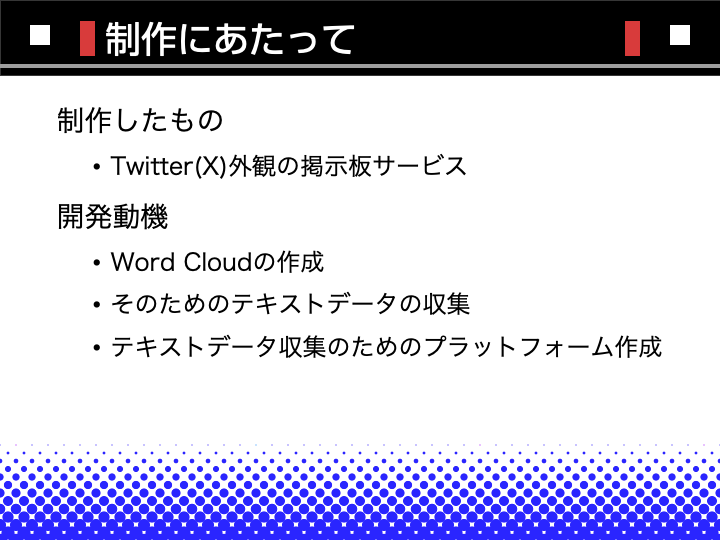 制作にあたって
制作したもの
• Twitter(X)外観の掲示板サービス
開発動機
• Word Cloudの作成
• そのためのテキストデータの収集
• テキストデータ収集のためのプラットフォーム作成